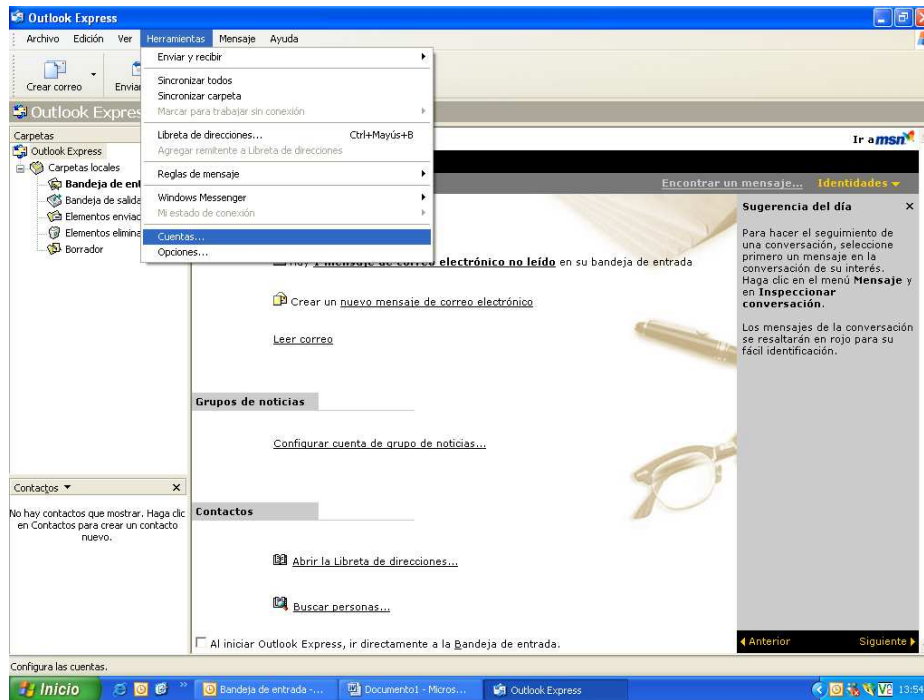 Outlook Express
Archivo Edición Ver Herramientas Mensaje Ayuda
Crear correo
Enviar y recibir
Sincronizar todos
Sincronizar carpeta
Marcar para trabajar sin conexión
Libreta de direcciones... Ctrl+Mayús+B
Agregar remitente a Libreta de direcciones
Reglas de mensaje
Windows Messenger
Mi estado de conexión
Cuentas...
Opciones...
Outlook Expres
Carpetas
Outlook Express
Carpetas locales
Bandeja de ent
Bandeja de salida
Elementos enviac
Elementos elimina
Borrador
Ir a msn
Encontrar un mensaje... Identidades
1 mensaje de correo electrónico no leído en su bandeja de entrada
Crear un nuevo mensaje de correo electrónico
Leer correo
Grupos de noticias
Configurar cuenta de grupo de noticias...
Contactos
Abrir la Libreta de direcciones...
Buscar personas...
Al iniciar Outlook Express, ir directamente a la Bandeja de entrada.
Sugerencia del día X
Para hacer el seguimiento de
una conversación, seleccione
primero un mensaje en la
conversación de su interés.
Haga clic en el menú Mensaje y
en Inspeccionar
conversación.
Los mensajes de la conversación
se resaltarán en rojo para su
fácil identificación.
Anterior Siguiente
Contactos X
No hay contactos que mostrar. Haga clic
en Contactos para crear un contacto
nuevo.
Configura las cuentas.
Inicio » Bandeja de entrada -... Documento1 - Micros... Outlook Express 13:54